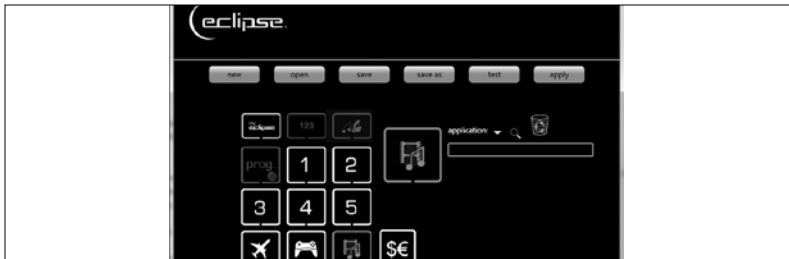 eclipse.
new open save save as test apply
eclipse 123
application:
prog. 1 2
3 4 5
$€